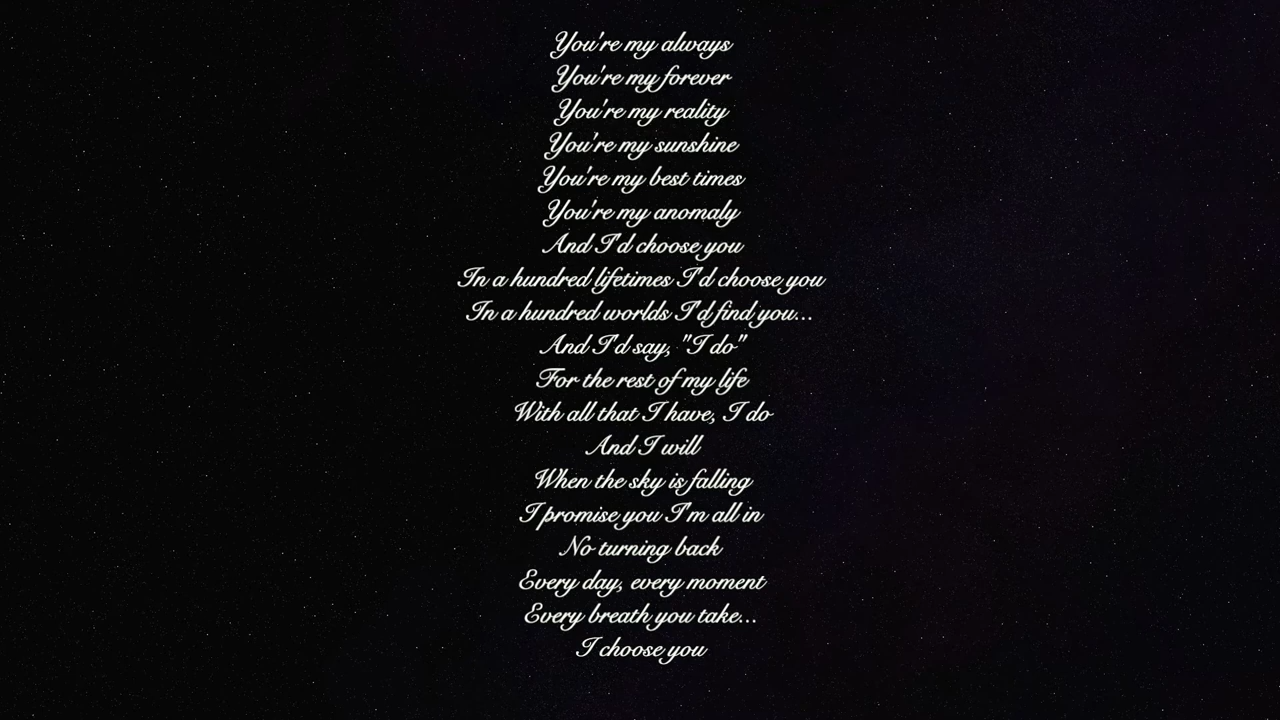 You're my always
You're my forever
You're my reality
You're my sunshine
You're my best times
You're my anomaly
And I'd choose you
In a hundred lifetimes I'd choose you
In a hundred worlds I'd find you...
And I'd say, "I do"
For the rest of my life
With all that I have, I do
And I will
When the sky is falling
I promise you I'm all in
No turning back
Every day, every moment
Every breath you take...
I choose you